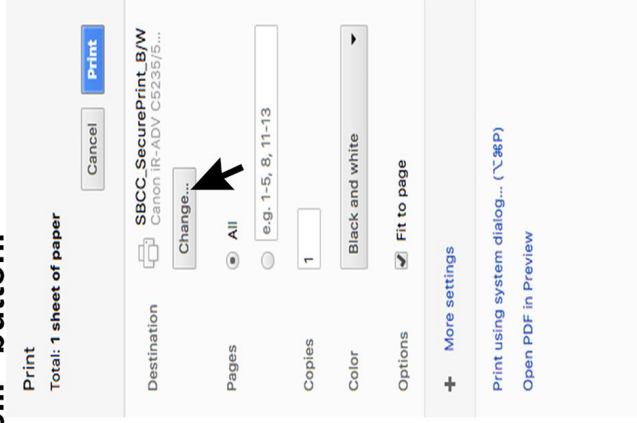 button
Print
Total: 1 sheet of paper
Cancel Print
Destination SBCC_SecurePrint_B/W
Canon iR-ADV C5235/5...
Change...
Pages All
e.g. 1-5, 8, 11-13
Copies 1
Color Black and white
Options Fit to page
+ More settings
Print using system dialog... (⌥⌘P)
Open PDF in Preview